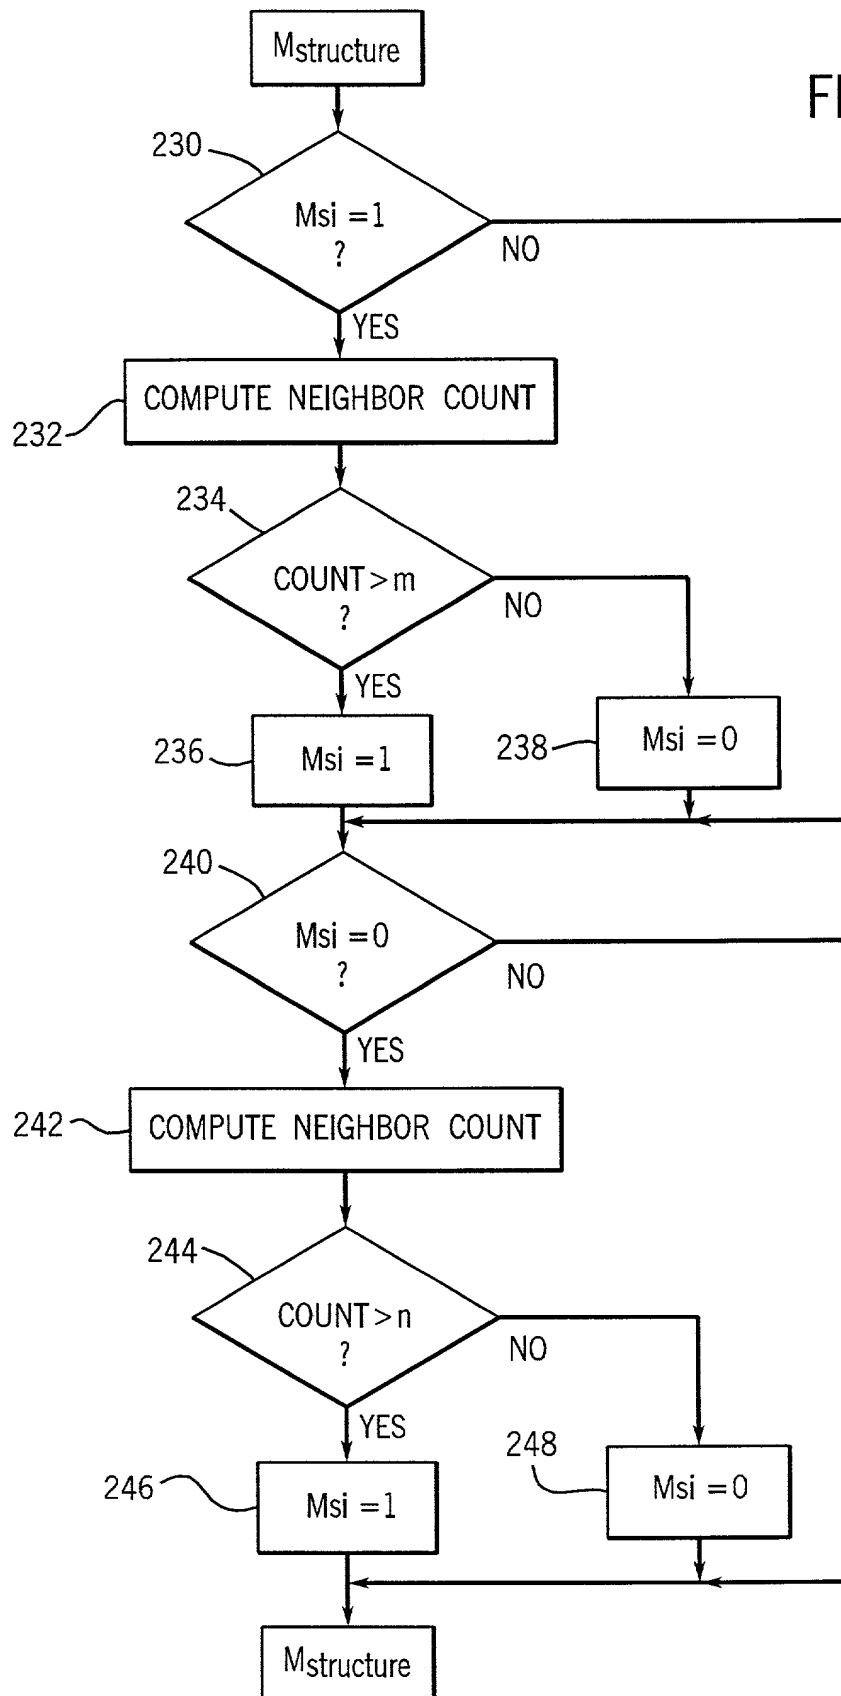 Mstructure
FI
230
Msi =1
?
NO
YES
COMPUTE NEIGHBOR COUNT
232
234
COUNT>m
?
NO
YES
236
Msi =1
238
Msi =0
240
Msi =0
?
NO
YES
242
COMPUTE NEIGHBOR COUNT
244
COUNT>n
?
NO
YES
246
Msi =1
248
Msi =0
Mstructure